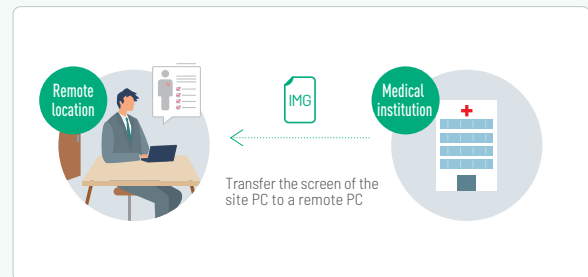 Remote
location
IMG
Medical
institution
Transfer the screen of the
site PC to a remote PC